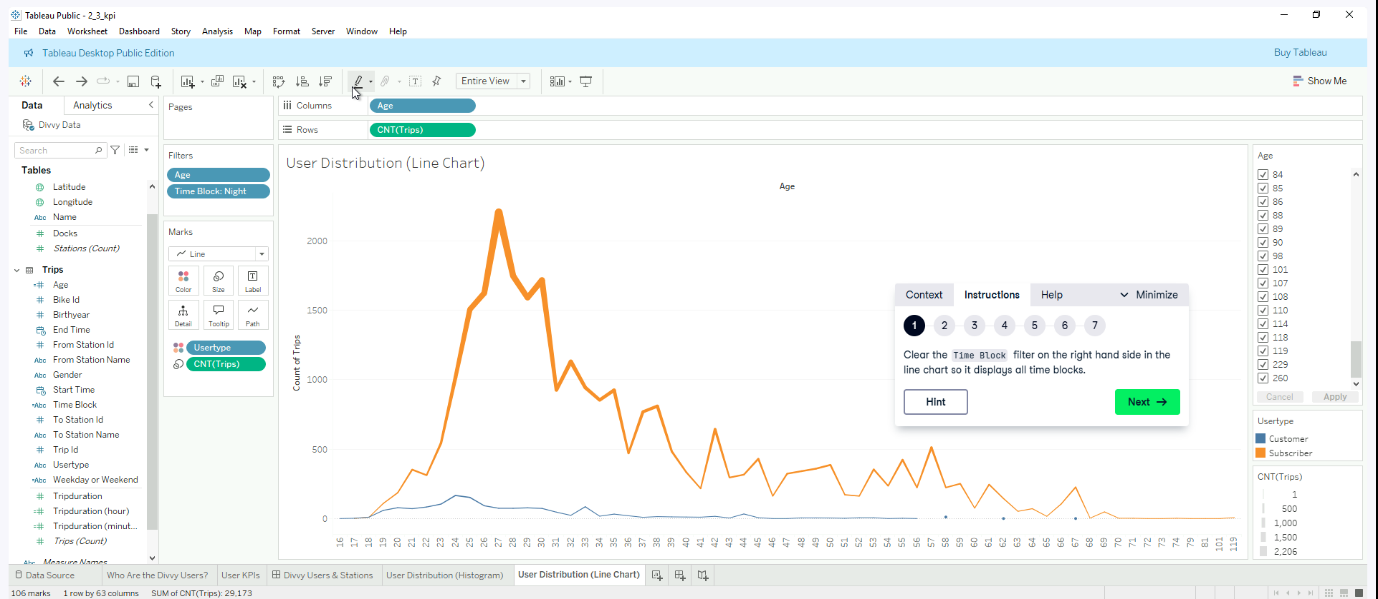 Tableau Public - 2_3_kpi
File Data Worksheet Dashboard Story Analysis Map Format Server Window Help
Tableau Desktop Public Edition
Buy Tableau
Entire View
Show Me
Data Analytics
Divvy Data
Search
Tables
Latitude
Longitude
Abc Name
Docks
Stations (Count)
Trips
Age
Bike Id
Birthyear
End Time
From Station Id
Abc From Station Name
Abc Gender
Start Time
Abc Time Block
To Station Id
Abc To Station Name
Trip Id
Abc Usertype
Abc Weekday or Weekend
Tripduration
Tripduration (hour)
Tripduration (minut...
Trips (Count)
Abc Measure Names
Pages
Filters
Age
Time Block: Night
Marks
Line
Color Size Label
Detail Tooltip Path
Usertype
CNT(Trips)
Columns Age
Rows CNT(Trips)
User Distribution (Line Chart)
Age
Count of Trips
2000
1500
1000
500
0
16 17 18 19 20 21 22 23 24 25 26 27 28 29 30 31 32 33 34 35 36 37 38 39 40 41 42 43 44 45 46 47 48 49 50 51 52 53 54 55 56 57 58 59 60 61 62 63 64 65 66 67 68 69 70 71 72 73 74 79 81 101 119
Context Instructions Help Minimize
1 2 3 4 5 6 7
Clear the Time Block filter on the right hand side in the
line chart so it displays all time blocks.
Hint Next →
Age
84
85
86
88
89
90
98
101
107
108
110
114
118
119
229
260
Cancel Apply
Usertype
Customer
Subscriber
CNT(Trips)
1
500
1,000
1,500
2,206
Data Source Who Are the Divvy Users? User KPIs Divvy Users & Stations User Distribution (Histogram) User Distribution (Line Chart)
106 marks 1 row by 63 columns SUM of CNT(Trips): 29,173